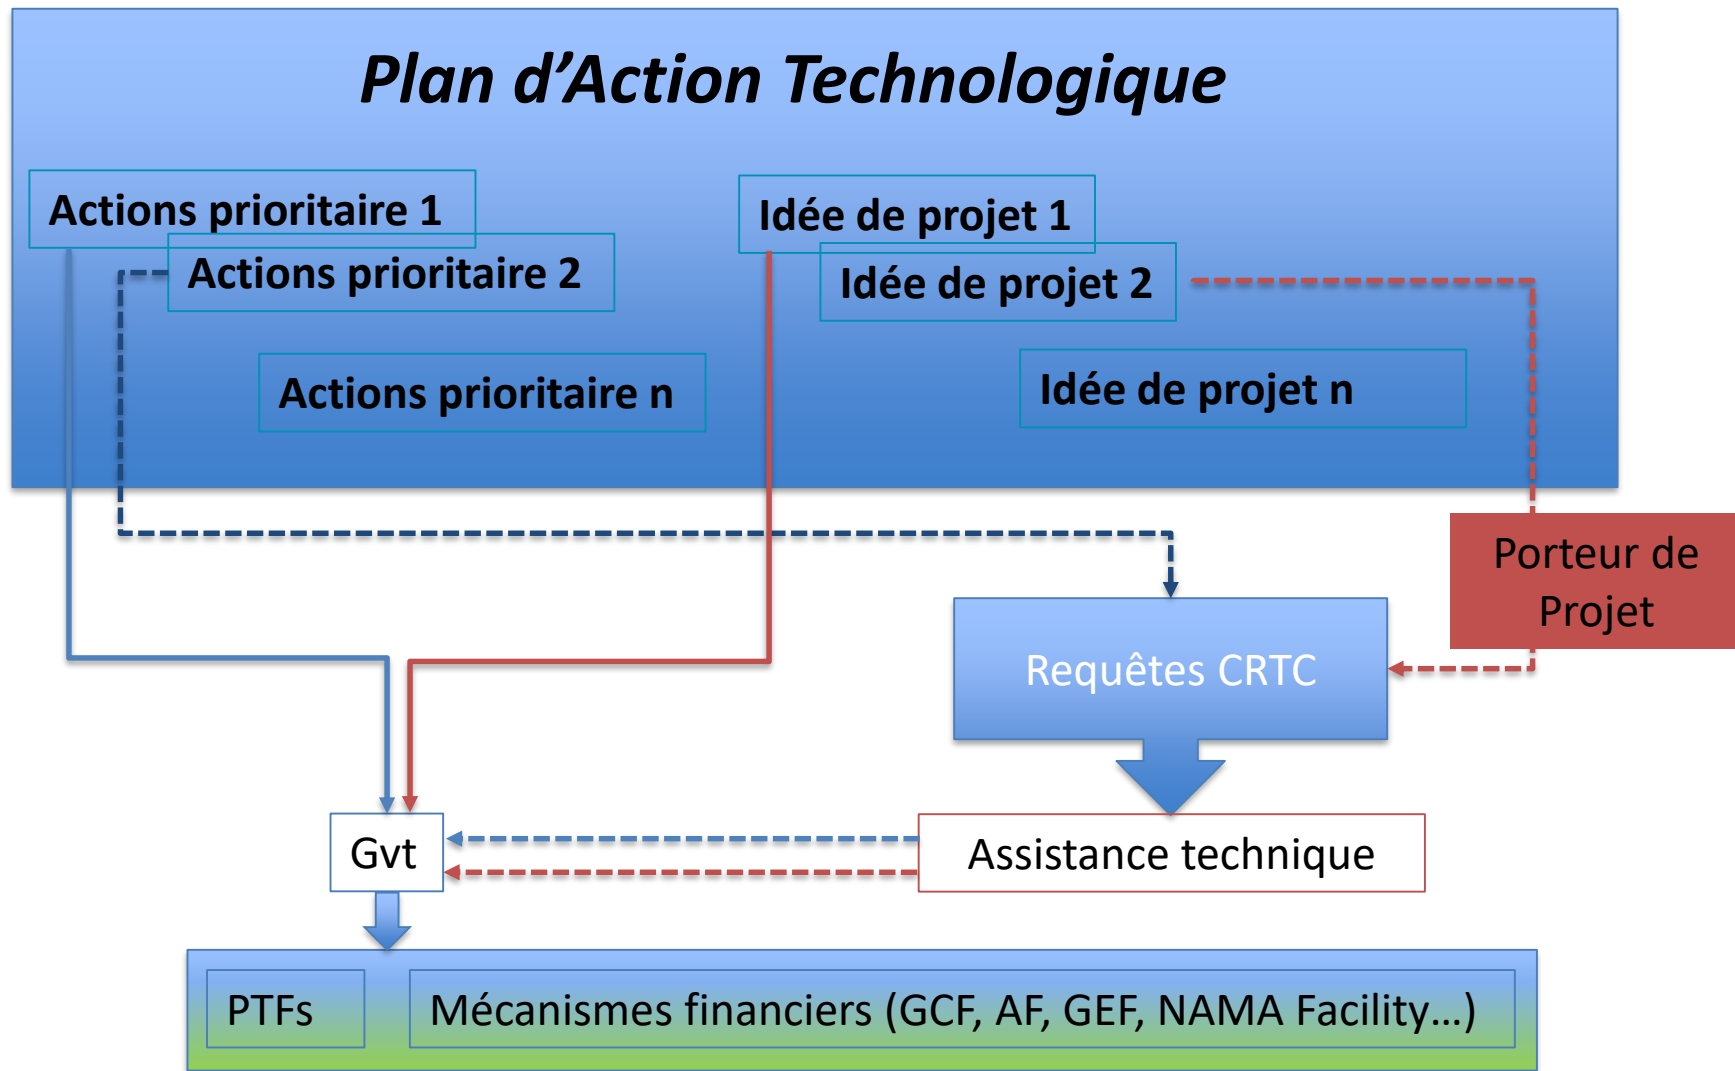 Plan d’Action Technologique
Actions prioritaire 1
Idée de projet 1
Actions prioritaire 2
Idée de projet 2
Actions prioritaire n
Idée de projet n
Porteur de
Projet
Requêtes CRTC
Gvt
Assistance technique
PTFs
Mécanismes financiers (GCF, AF, GEF, NAMA Facility…)